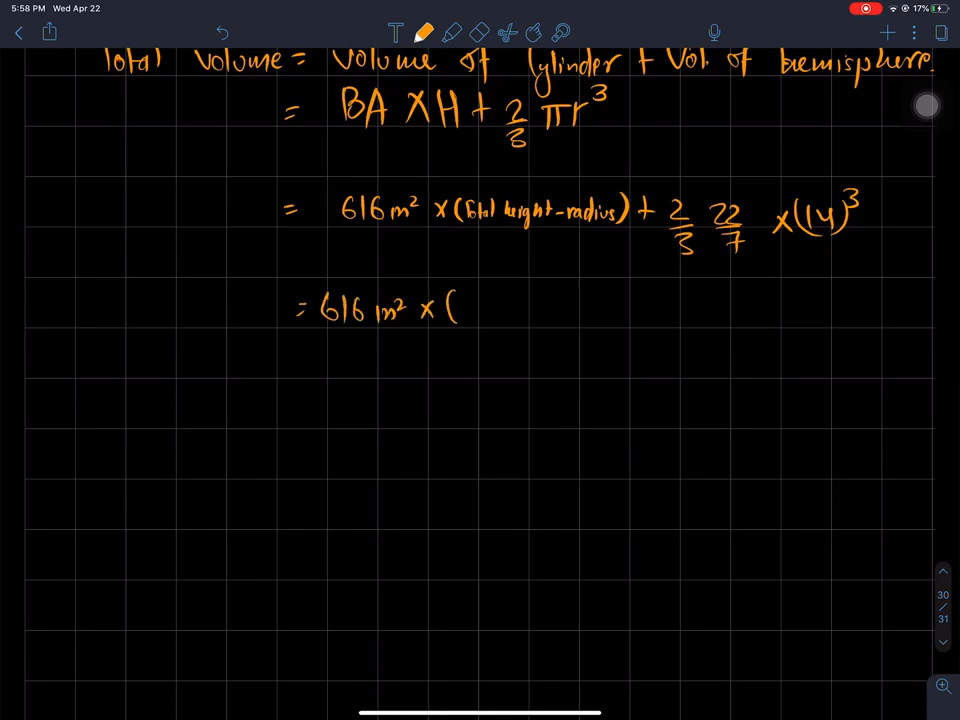 5:58 PM Wed Apr 22
17%
Total Volume = Volume of Cylinder + Vol. of hemisphere.
= BA X H + 2/3 πr³
= 616 m² x (Total height - radius) + 2/3 22/7 x (14)³
= 616 m² x (
30
/
31